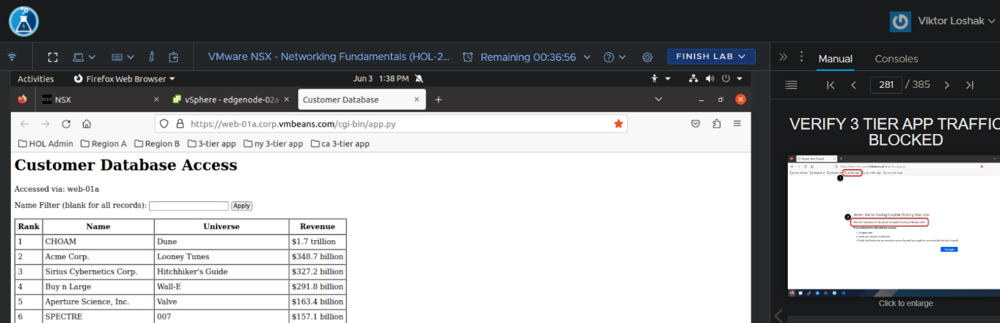 Viktor Loshak
VMware NSX - Networking Fundamentals (HOL-2...
Remaining 00:36:56
FINISH LAB
Manual
Consoles
Activities
Firefox Web Browser
Jun 3 1:38 PM
281 / 385
NSX
vSphere - edgenode-02a
Customer Database
https://web-01a.corp.vmbeans.com/cgi-bin/app.py
VERIFY 3 TIER APP TRAFFIC
BLOCKED
HOL Admin
Region A
Region B
3-tier app
ny 3-tier app
ca 3-tier app
Customer Database Access
Accessed via: web-01a
Name Filter (blank for all records):
Apply
Rank Name Universe Revenue
1 CHOAM Dune $1.7 trillion
2 Acme Corp. Looney Tunes $348.7 billion
3 Sirius Cybernetics Corp. Hitchhiker's Guide $327.2 billion
4 Buy n Large Wall-E $291.8 billion
5 Aperture Science, Inc. Valve $163.4 billion
6 SPECTRE 007 $157.1 billion
Hmm. We're having trouble finding that site.
Click to enlarge